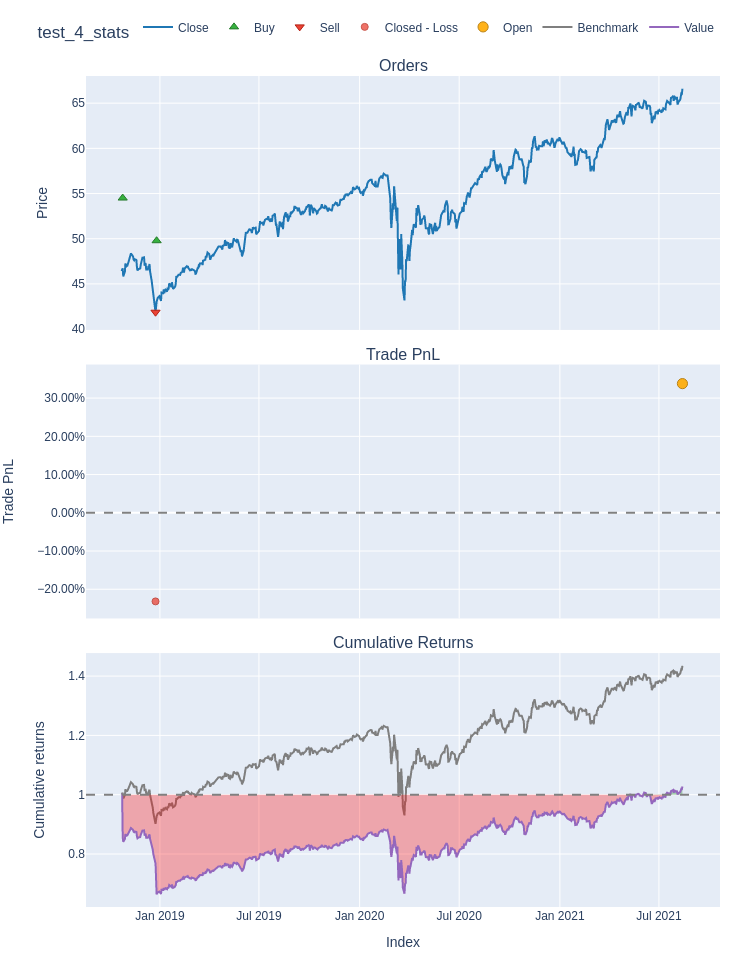 test_4_stats
Close Buy Sell Closed - Loss Open Benchmark Value
Orders
65
60
55
50
45
40
Price
Trade PnL
30.00%
20.00%
10.00%
0.00%
−10.00%
−20.00%
Trade PnL
Cumulative Returns
1.4
1.2
1
0.8
Cumulative returns
Jan 2019 Jul 2019 Jan 2020 Jul 2020 Jan 2021 Jul 2021
Index